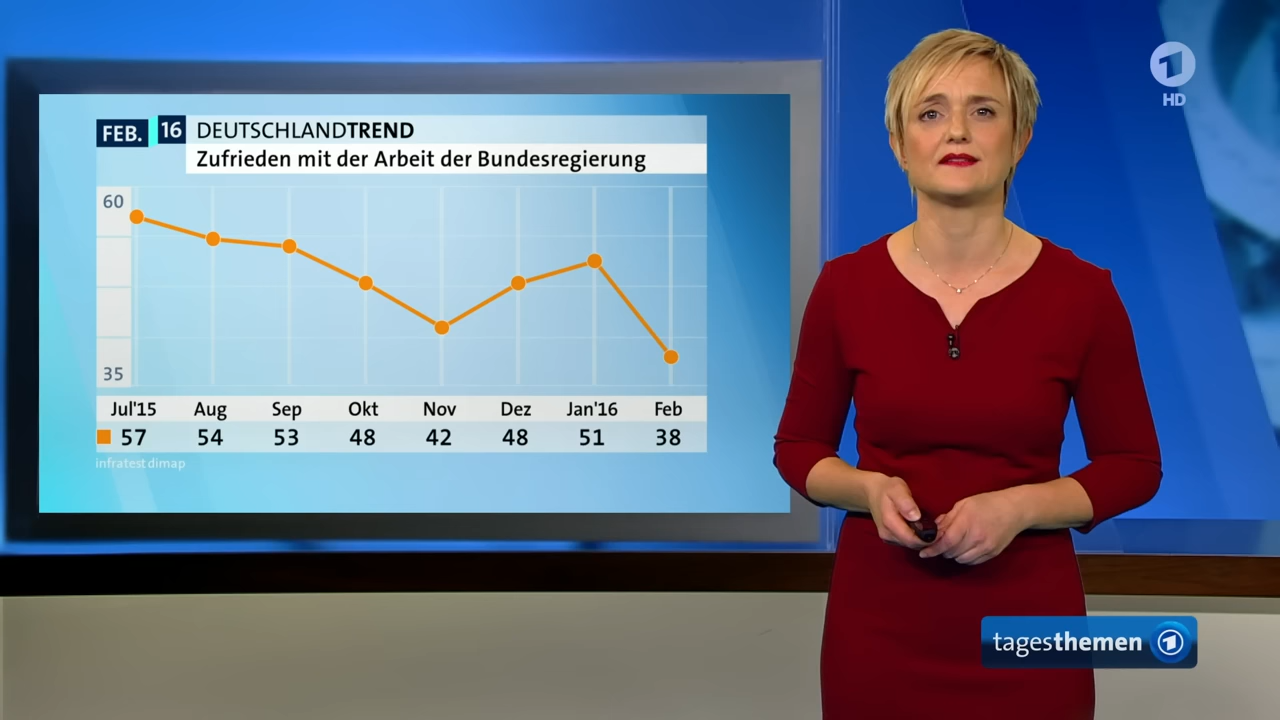 FEB. 16 DEUTSCHLANDTREND
Zufrieden mit der Arbeit der Bundesregierung
60
35
Jul'15 Aug Sep Okt Nov Dez Jan'16 Feb
57 54 53 48 42 48 51 38
infratest dimap
1
HD
tagesthemen 1